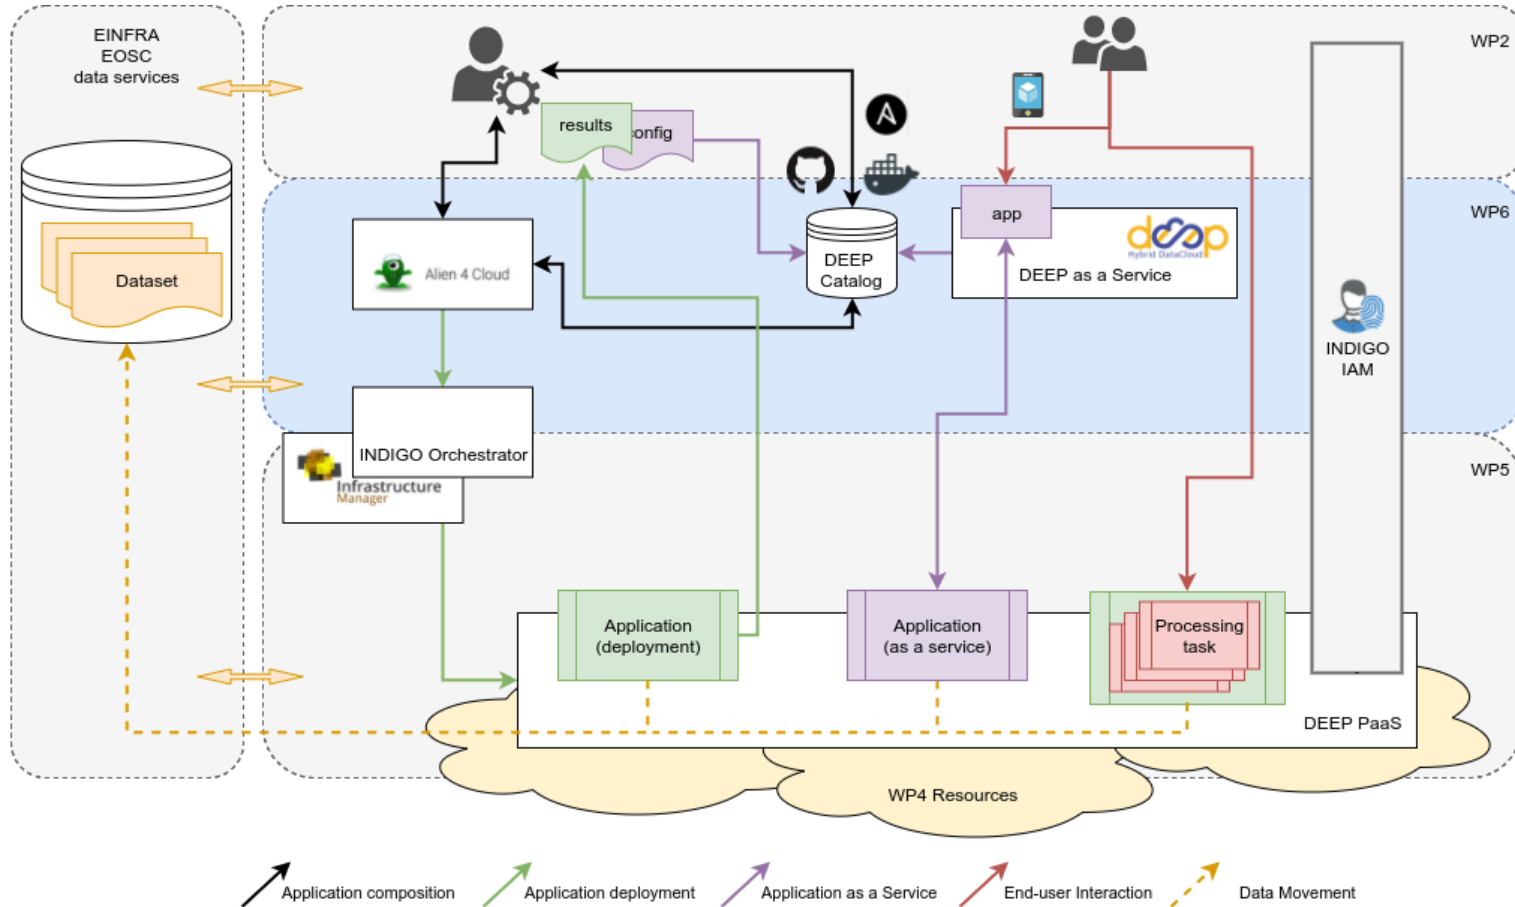 EINFRA
EOSC
data services
WP2
results
config
WP6
app
deep
Hybrid DataCloud
DEEP as a Service
DEEP
Catalog
Alien 4 Cloud
Dataset
INDIGO
IAM
INDIGO Orchestrator
Infrastructure
Manager
WP5
Application
(deployment)
Application
(as a service)
Processing
task
DEEP PaaS
WP4 Resources
Application composition
Application deployment
Application as a Service
End-user Interaction
Data Movement